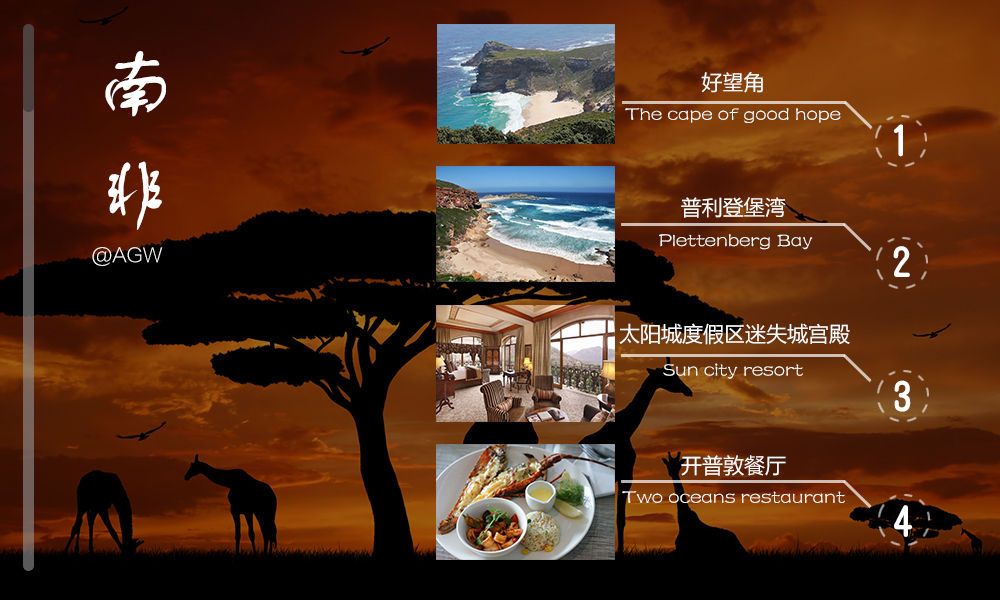 南
非
@AGW
好望角
The cape of good hope
1
普利登堡湾
Plettenberg Bay
2
太阳城度假区迷失城宫殿
Sun city resort
3
开普敦餐厅
Two oceans restaurant
4